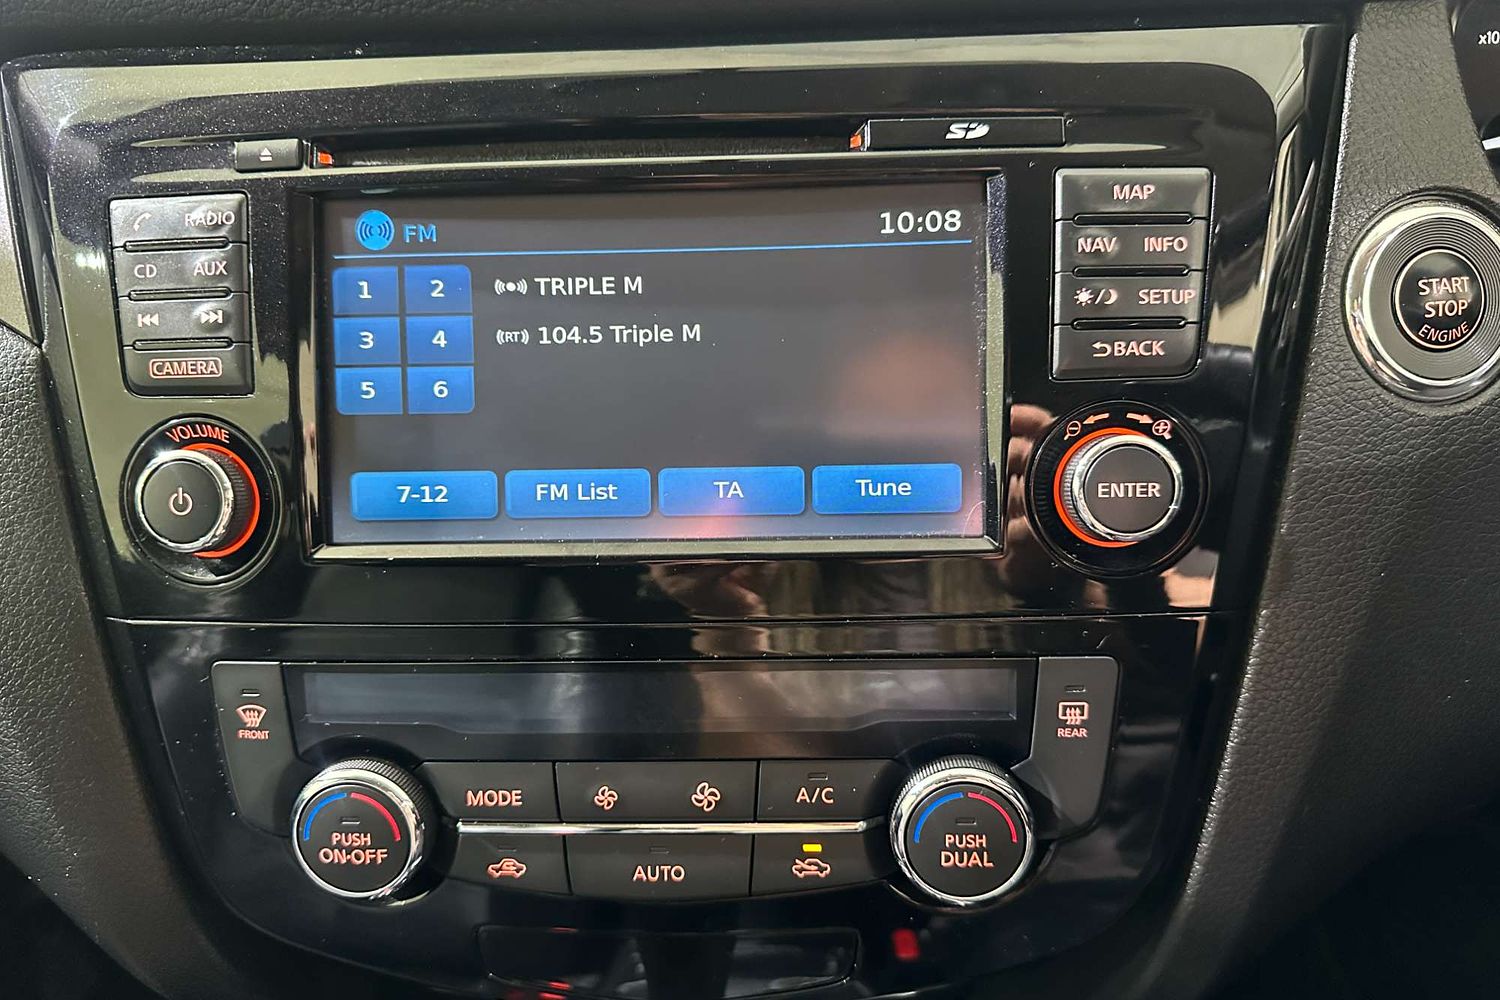 x10
SD
RADIO
CD AUX
CAMERA
VOLUME
FM 10:08
1 2
3 4
5 6
TRIPLE M
(RT) 104.5 Triple M
7-12 FM List TA Tune
MAP
NAV INFO
SETUP
BACK
ENTER
START
STOP
ENGINE
FRONT
REAR
MODE
A/C
PUSH
ON·OFF
AUTO
PUSH
DUAL